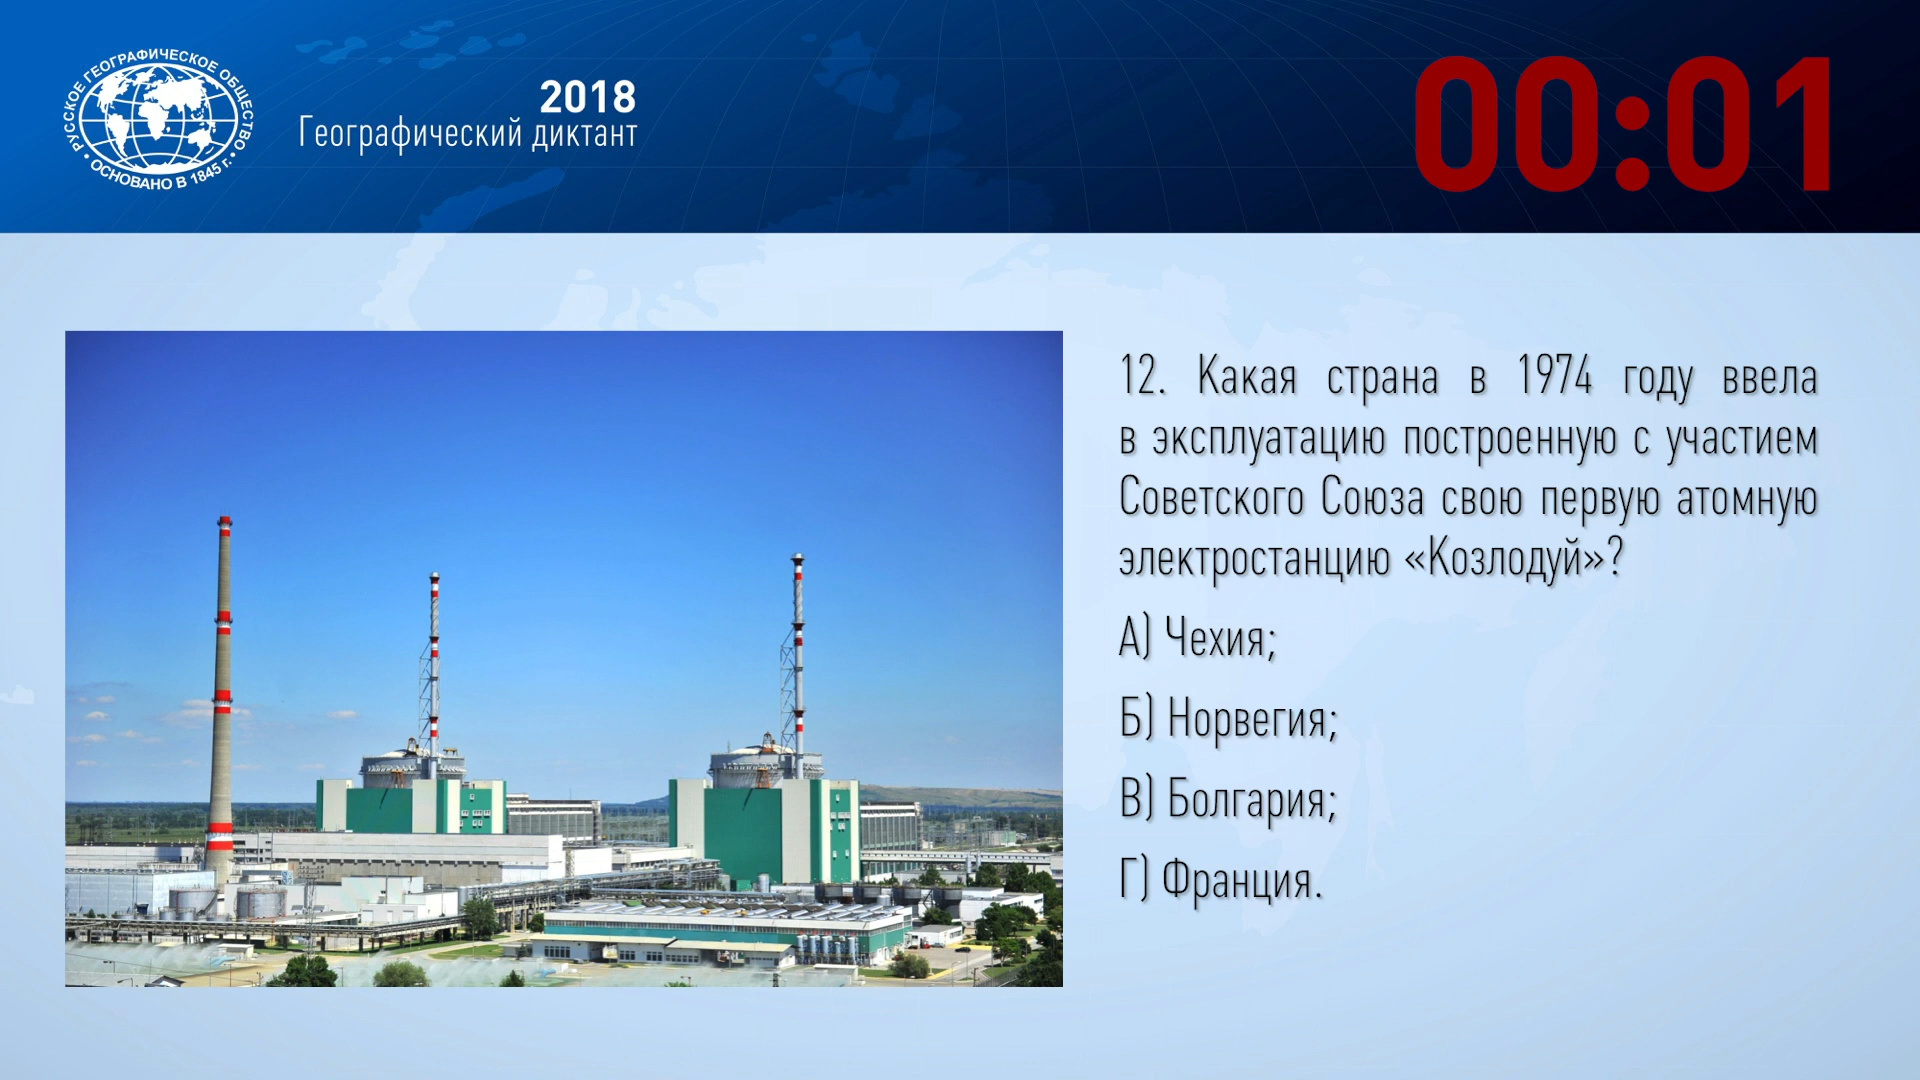 РУССКОЕ ГЕОГРАФИЧЕСКОЕ ОБЩЕСТВО
• ОСНОВАНО В 1845 г. •
2018
Географический диктант
00:01
12. Какая страна в 1974 году ввела
в эксплуатацию построенную с участием
Советского Союза свою первую атомную
электростанцию «Козлодуй»?
А) Чехия;
Б) Норвегия;
В) Болгария;
Г) Франция.